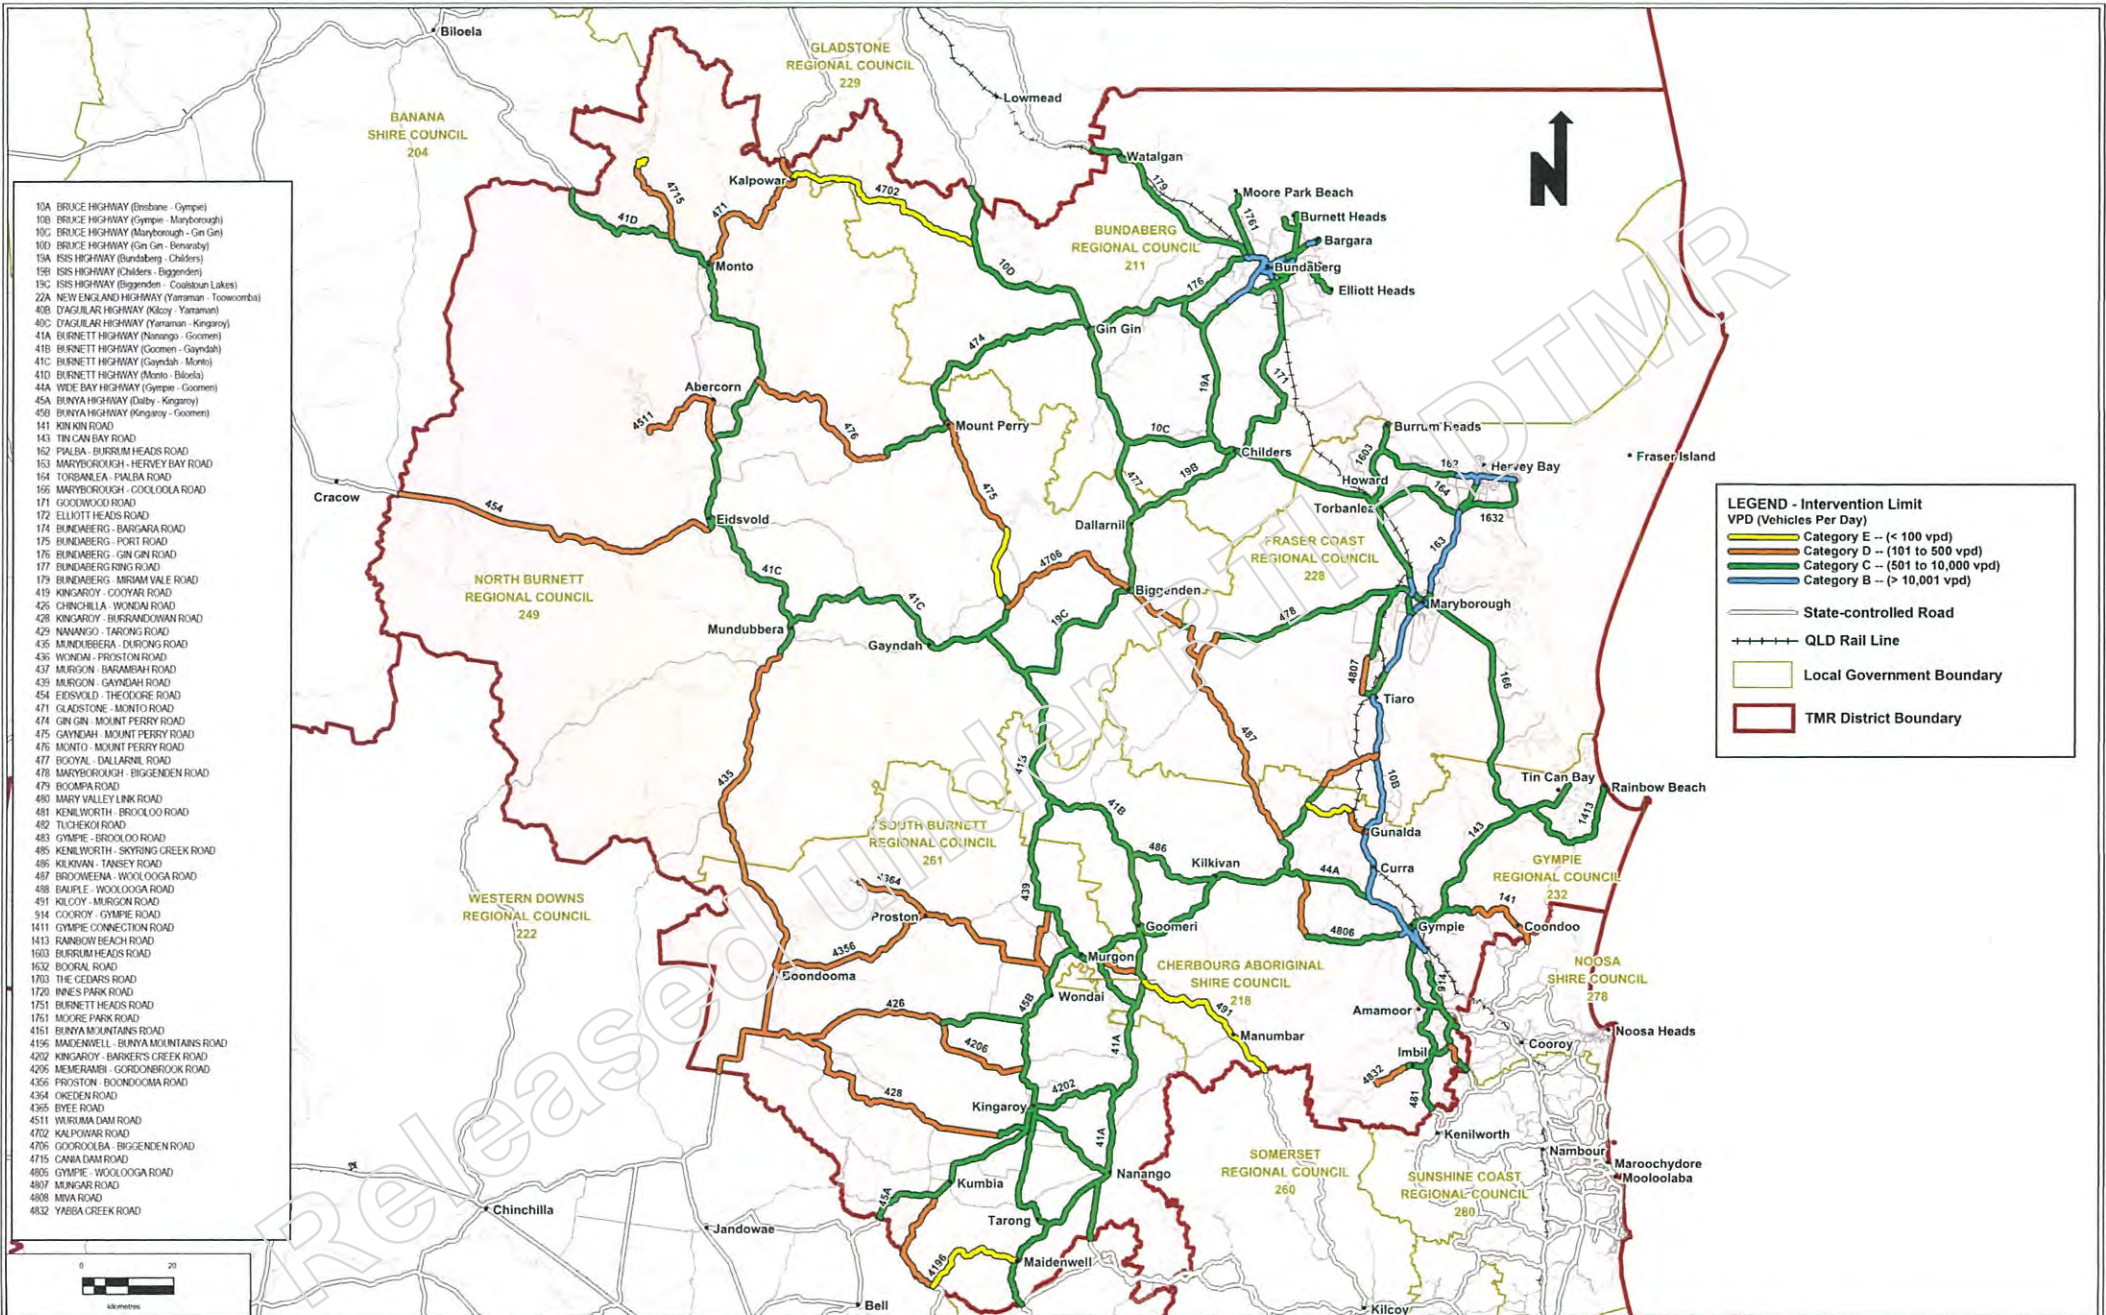 10A BRUCE HIGHWAY (Brisbane - Gympie)
10B BRUCE HIGHWAY (Gympie - Maryborough)
10C BRUCE HIGHWAY (Maryborough - Gin Gin)
10D BRUCE HIGHWAY (Gin Gin - Benaraby)
19A ISIS HIGHWAY (Bundaberg - Childers)
19B ISIS HIGHWAY (Childers - Biggenden)
19C ISIS HIGHWAY (Biggenden - Coalstoun Lakes)
22A NEW ENGLAND HIGHWAY (Yarraman - Toowoomba)
40B D'AGUILAR HIGHWAY (Kilcoy - Yarraman)
40C D'AGUILAR HIGHWAY (Yarraman - Kingaroy)
41A BURNETT HIGHWAY (Nanango - Goomeri)
41B BURNETT HIGHWAY (Goomeri - Gayndah)
41C BURNETT HIGHWAY (Gayndah - Monto)
41D BURNETT HIGHWAY (Monto - Biloela)
44A WIDE BAY HIGHWAY (Gympie - Goomeri)
45A BUNYA HIGHWAY (Dalby - Kingaroy)
45B BUNYA HIGHWAY (Kingaroy - Goomeri)
141 KIN KIN ROAD
143 TIN CAN BAY ROAD
162 PIALBA - BURRUM HEADS ROAD
163 MARYBOROUGH - HERVEY BAY ROAD
164 TORBANLEA - PIALBA ROAD
166 MARYBOROUGH - COOLOOLA ROAD
171 GOODWOOD ROAD
172 ELLIOTT HEADS ROAD
174 BUNDABERG - BARGARA ROAD
175 BUNDABERG - PORT ROAD
176 BUNDABERG - GIN GIN ROAD
177 BUNDABERG RING ROAD
179 BUNDABERG - MIRIAM VALE ROAD
419 KINGAROY - COOYAR ROAD
426 CHINCHILLA - WONDAI ROAD
428 KINGAROY - BURRANDOWAN ROAD
429 NANANGO - TARONG ROAD
435 MUNDUBBERA - DURONG ROAD
436 WONDAI - PROSTON ROAD
437 MURGON - BARAMBAH ROAD
439 MURGON - GAYNDAH ROAD
454 EIDSVOLD - THEODORE ROAD
471 GLADSTONE - MONTO ROAD
474 GIN GIN - MOUNT PERRY ROAD
475 GAYNDAH - MOUNT PERRY ROAD
476 MONTO - MOUNT PERRY ROAD
477 BOOYAL - DALLARNIL ROAD
478 MARYBOROUGH - BIGGENDEN ROAD
479 BOOMPA ROAD
480 MARY VALLEY LINK ROAD
481 KENILWORTH - BROOLOO ROAD
482 TUCHEKOI ROAD
483 GYMPIE - BROOLOO ROAD
485 KENILWORTH - SKYRING CREEK ROAD
486 KILKIVAN - TANSEY ROAD
487 BROOWEENA - WOOLOOGA ROAD
488 BAUPLE - WOOLOOGA ROAD
491 KILCOY - MURGON ROAD
914 COOROY - GYMPIE ROAD
1411 GYMPIE CONNECTION ROAD
1413 RAINBOW BEACH ROAD
1603 BURRUM HEADS ROAD
1632 BOORAL ROAD
1703 THE CEDARS ROAD
1720 INNES PARK ROAD
1751 BURNETT HEADS ROAD
1761 MOORE PARK ROAD
4161 BUNYA MOUNTAINS ROAD
4196 MAIDENWELL - BUNYA MOUNTAINS ROAD
4202 KINGAROY - BARKER'S CREEK ROAD
4206 MEMERAMBI - GORDONBROOK ROAD
4356 PROSTON - BOONDOOMA ROAD
4364 OKEDEN ROAD
4365 BYEE ROAD
4511 WURUMA DAM ROAD
4702 KALPOWAR ROAD
4706 GOOROOLBA - BIGGENDEN ROAD
4715 CANIA DAM ROAD
4806 GYMPIE - WOOLOOGA ROAD
4807 MUNGAR ROAD
4808 MIVA ROAD
4832 YABBA CREEK ROAD
0 20
kilometres
Biloela
GLADSTONE
REGIONAL COUNCIL
229
Lowmead
BANANA
SHIRE COUNCIL
204
Watalgan
Kalpowar
4715
471
4702
179
Moore Park Beach
1761
Burnett Heads
Bargara
41D
BUNDABERG
REGIONAL COUNCIL
211
Monto
10D
Bundaberg
176
Elliott Heads
Gin Gin
474
Abercorn
19A
171
4511
476
Mount Perry
10C
Childers
Burrum Heads
1603
162
Hervey Bay
Fraser Island
Cracow
19B
477
475
Howard
164
Torbanlea
1632
454
Eidsvold
Dallarnil
163
FRASER COAST
REGIONAL COUNCIL
228
4706
41C
NORTH BURNETT
REGIONAL COUNCIL
249
41C
Biggenden
Maryborough
19C
478
Mundubbera
Gayndah
4807
Tiaro
166
487
435
41B
10B
Tin Can Bay
Rainbow Beach
41B
1413
SOUTH BURNETT
REGIONAL COUNCIL
261
Gunalda
143
486
Kilkivan
44A
Curra
GYMPIE
REGIONAL COUNCIL
232
4364
439
WESTERN DOWNS
REGIONAL COUNCIL
222
141
Proston
Goomeri
4806
Gympie
Coondoo
4356
Murgon
CHERBOURG ABORIGINAL
SHIRE COUNCIL
218
NOOSA
SHIRE COUNCIL
278
Boondooma
914
Wondai
426
45B
491
Amamoor
Manumbar
Noosa Heads
41A
4206
Imbil
Cooroy
4832
428
4202
481
Kingaroy
41A
Kenilworth
Nambour
Nanango
SOMERSET
REGIONAL COUNCIL
260
SUNSHINE COAST
REGIONAL COUNCIL
280
Maroochydore
Mooloolaba
Kumbia
45A
Chinchilla
Jandowae
Tarong
4196
Maidenwell
Bell
Kilcoy
N
LEGEND - Intervention Limit
VPD (Vehicles Per Day)
Category E -- (< 100 vpd)
Category D -- (101 to 500 vpd)
Category C -- (501 to 10,000 vpd)
Category B -- (> 10,001 vpd)
State-controlled Road
QLD Rail Line
Local Government Boundary
TMR District Boundary
Released under RTI - DTMR